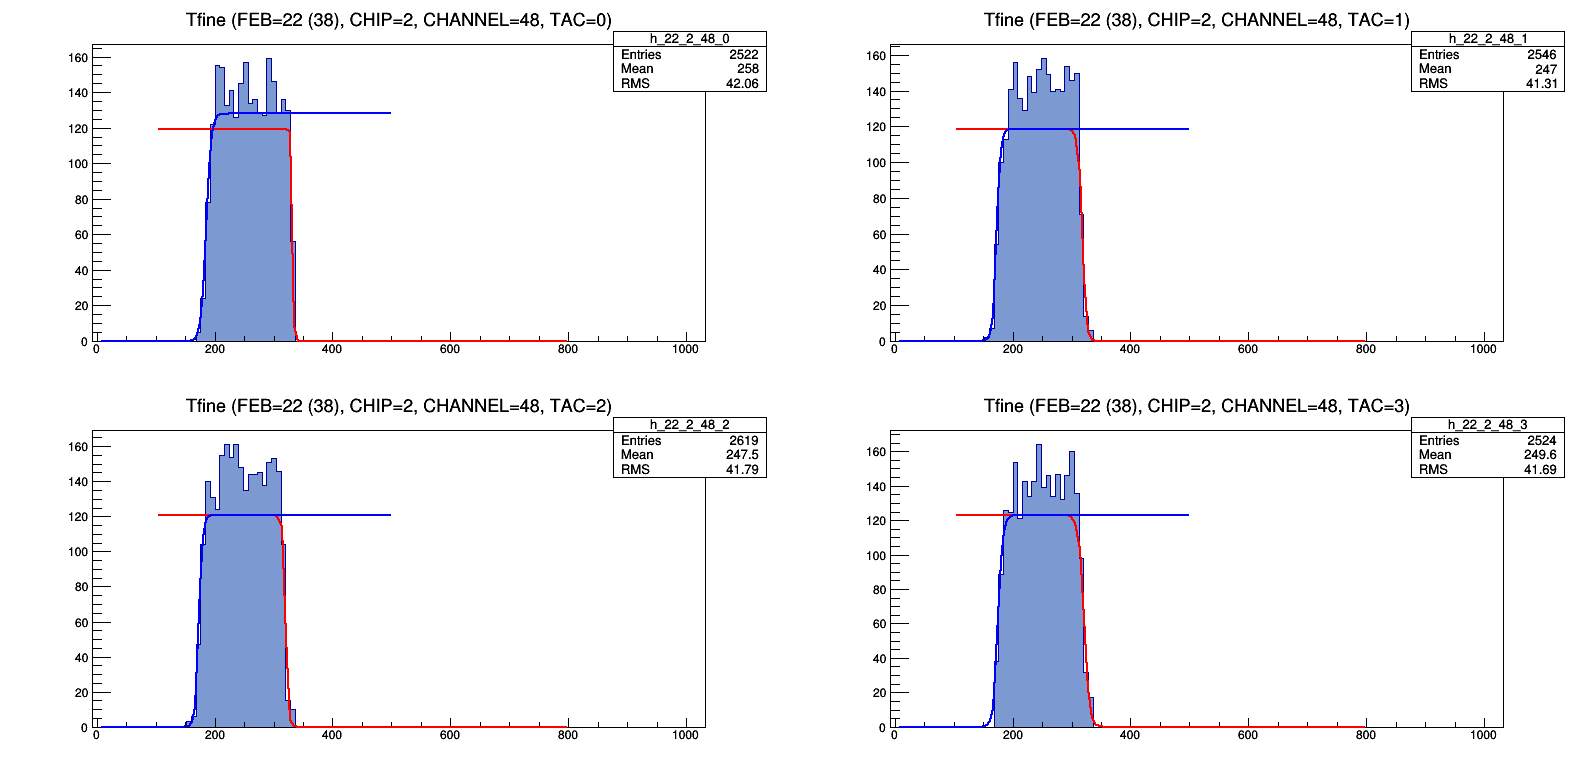 Tfine (FEB=22 (38), CHIP=2, CHANNEL=48, TAC=0)
h_22_2_48_0
Entries 2522
Mean 258
RMS 42.06
160
140
120
100
80
60
40
20
0
0 200 400 600 800 1000
Tfine (FEB=22 (38), CHIP=2, CHANNEL=48, TAC=1)
h_22_2_48_1
Entries 2546
Mean 247
RMS 41.31
160
140
120
100
80
60
40
20
0
0 200 400 600 800 1000
Tfine (FEB=22 (38), CHIP=2, CHANNEL=48, TAC=2)
h_22_2_48_2
Entries 2619
Mean 247.5
RMS 41.79
160
140
120
100
80
60
40
20
0
0 200 400 600 800 1000
Tfine (FEB=22 (38), CHIP=2, CHANNEL=48, TAC=3)
h_22_2_48_3
Entries 2524
Mean 249.6
RMS 41.69
160
140
120
100
80
60
40
20
0
0 200 400 600 800 1000